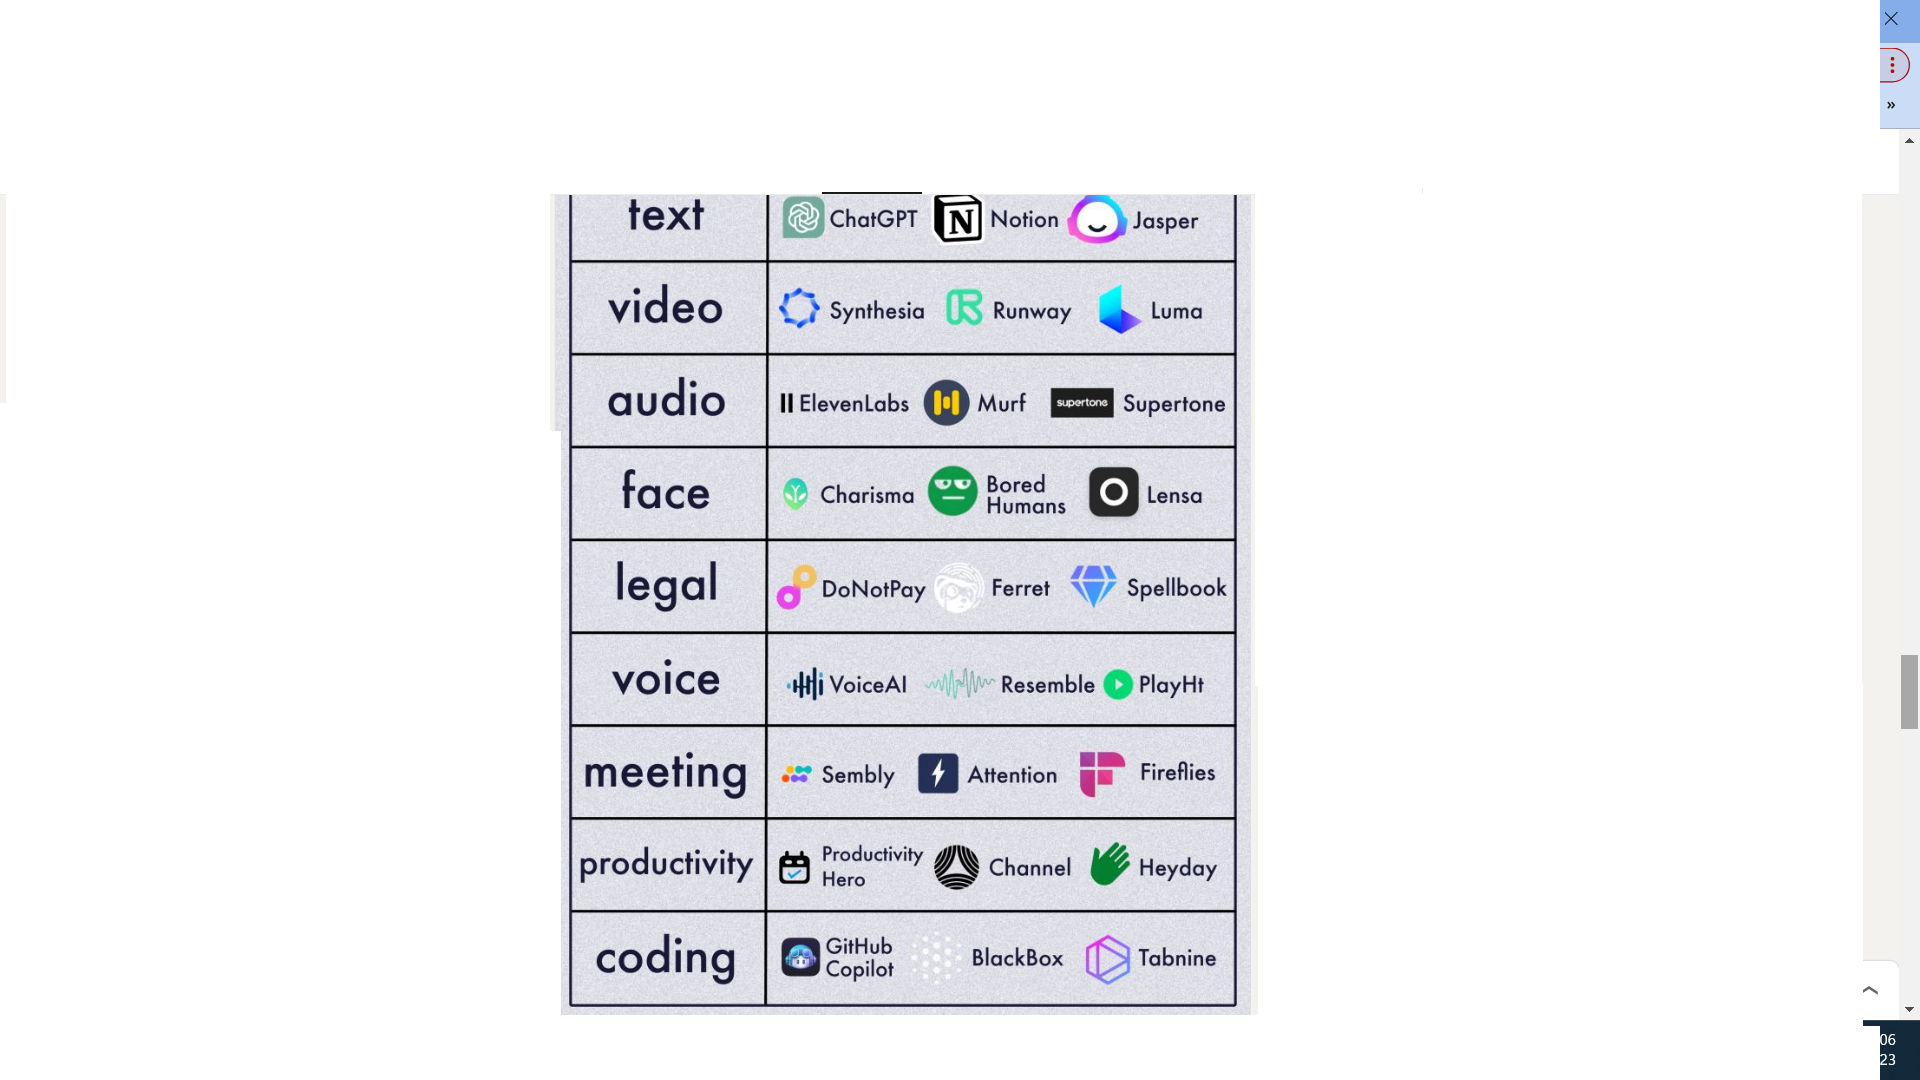 »
text ChatGPT Notion Jasper
video Synthesia Runway Luma
audio ElevenLabs Murf supertone Supertone
face Charisma Bored Humans Lensa
legal DoNotPay Ferret Spellbook
voice VoiceAI Resemble PlayHt
meeting Sembly Attention Fireflies
productivity Productivity Hero Channel Heyday
coding GitHub Copilot BlackBox Tabnine
06
23